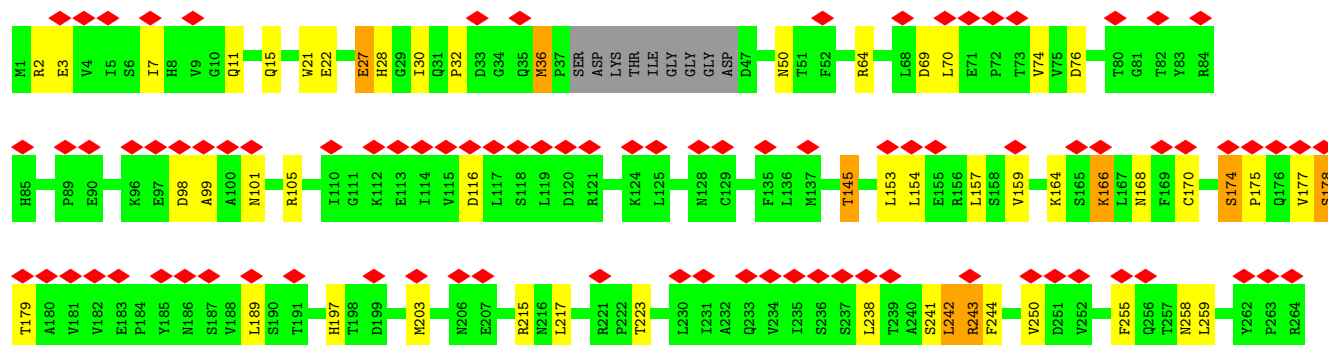 M1 R2 E3 V4 I5 S6 I7 H8 V9 G10 Q11 Q15 W21 E22 E27 H28 G29 I30 Q31 P32 D33 G34 Q35 M36 P37 SER ASP LYS THR ILE GLY GLY GLY ASP D47 N50 T51 F52 R64 L68 D69 L70 E71 P72 T73 V74 V75 D76 T80 G81 T82 Y83 R84
H85 P89 E90 K96 E97 D98 A99 A100 N101 R105 I110 G111 K112 E113 I114 V115 D116 L117 S118 L119 D120 R121 K124 L125 N128 C129 F135 L136 M137 T145 L153 L154 E155 R156 L157 S158 V159 K164 S165 K166 L167 N168 F169 C170 S174 P175 Q176 V177 S178
T179 A180 V181 V182 E183 P184 Y185 N186 S187 Y188 L189 S190 T191 H197 T198 D199 M203 N206 E207 R215 N216 L217 R221 P222 T223 L230 I231 A232 Q233 V234 I235 S236 S237 L238 T239 A240 S241 L242 R243 F244 V250 D251 V252 F255 Q256 T257 N258 L259 Y262 P263 R264